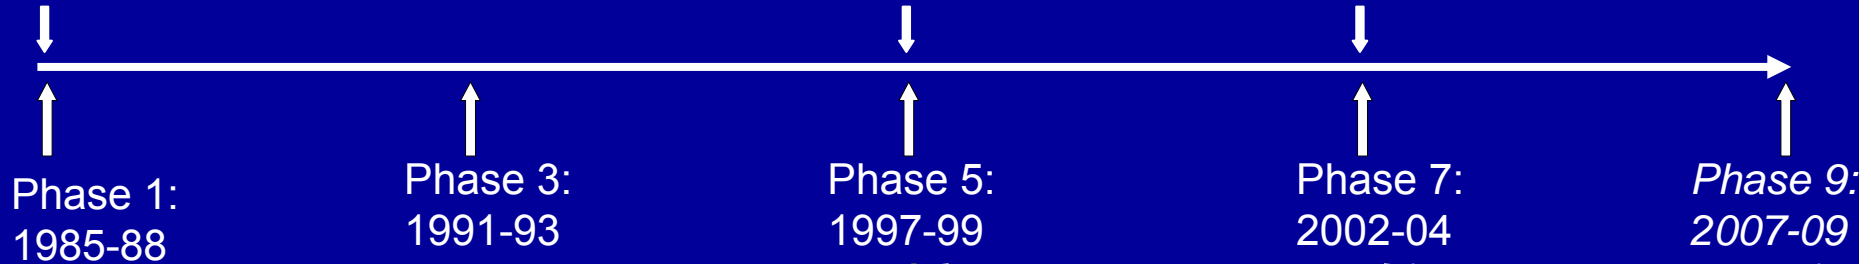 Phase 1:
1985-88
Phase 3:
1991-93
Phase 5:
1997-99
Phase 7:
2002-04
Phase 9:
2007-09